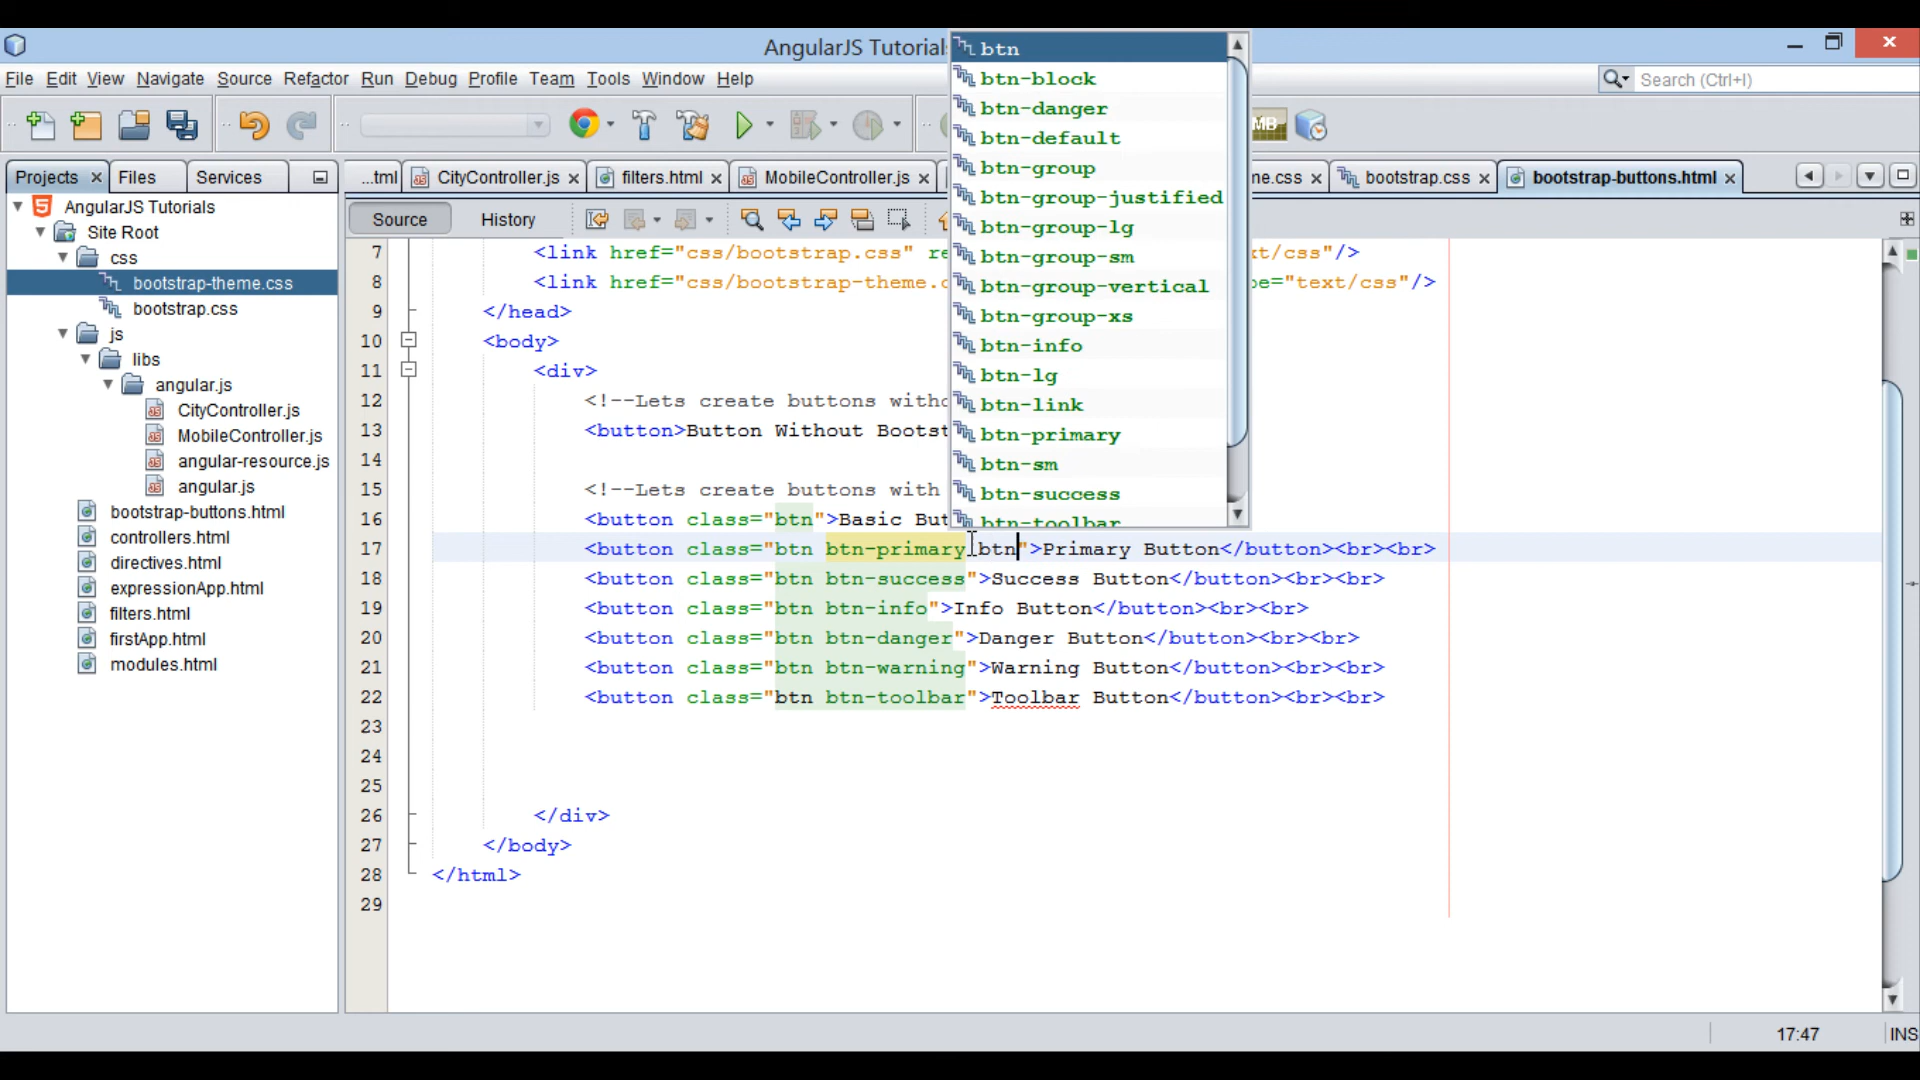 AngularJS Tutorials
File Edit View Navigate Source Refactor Run Debug Profile Team Tools Window Help
Search (Ctrl+I)
MB
Projects
Files
Services
...tml
CityController.js
filters.html
MobileController.js
me.css
bootstrap.css
bootstrap-buttons.html
Source
History
AngularJS Tutorials
Site Root
css
bootstrap-theme.css
bootstrap.css
js
libs
angular.js
CityController.js
MobileController.js
angular-resource.js
angular.js
bootstrap-buttons.html
controllers.html
directives.html
expressionApp.html
filters.html
firstApp.html
modules.html
7 <link href="css/bootstrap.css" re xt/css"/>
8 <link href="css/bootstrap-theme.c pe="text/css"/>
9 </head>
10 <body>
11 <div>
12 <!--Lets create buttons witho
13 <button>Button Without Bootst
14
15 <!--Lets create buttons with
16 <button class="btn">Basic But
17 <button class="btn btn-primary btn">Primary Button</button><br><br>
18 <button class="btn btn-success">Success Button</button><br><br>
19 <button class="btn btn-info">Info Button</button><br><br>
20 <button class="btn btn-danger">Danger Button</button><br><br>
21 <button class="btn btn-warning">Warning Button</button><br><br>
22 <button class="btn btn-toolbar">Toolbar Button</button><br><br>
23
24
25
26 </div>
27 </body>
28 </html>
29
btn
btn-block
btn-danger
btn-default
btn-group
btn-group-justified
btn-group-lg
btn-group-sm
btn-group-vertical
btn-group-xs
btn-info
btn-lg
btn-link
btn-primary
btn-sm
btn-success
btn-toolbar
17:47
INS